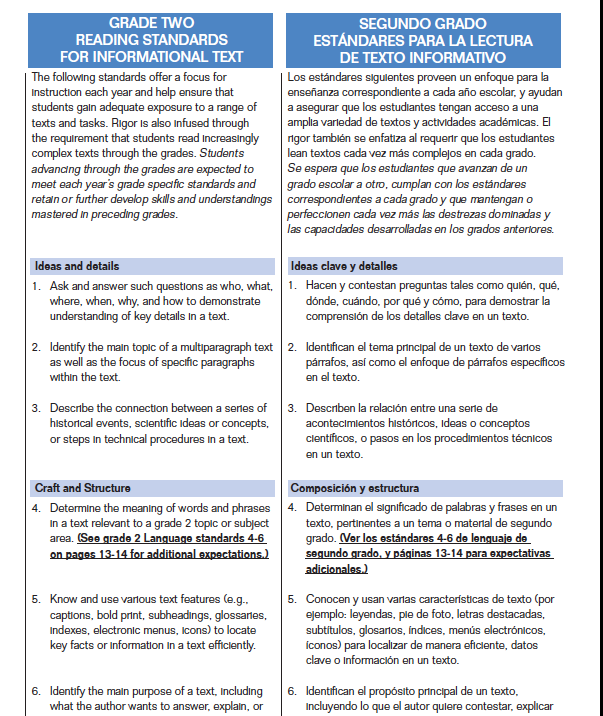 GRADE TWO
READING STANDARDS
FOR INFORMATIONAL TEXT
The following standards offer a focus for
instruction each year and help ensure that
students gain adequate exposure to a range of
texts and tasks. Rigor is also infused through
the requirement that students read increasingly
complex texts through the grades. Students
advancing through the grades are expected to
meet each year's grade specific standards and
retain or further develop skills and understandings
mastered in preceding grades.
Ideas and details
1. Ask and answer such questions as who, what,
where, when, why, and how to demonstrate
understanding of key details in a text.
2. Identify the main topic of a multiparagraph text
as well as the focus of specific paragraphs
within the text.
3. Describe the connection between a series of
historical events, scientific ideas or concepts,
or steps in technical procedures in a text.
Craft and Structure
4. Determine the meaning of words and phrases
in a text relevant to a grade 2 topic or subject
area. (See grade 2 Language standards 4-6
on pages 13-14 for additional expectations.)
5. Know and use various text features (e.g.,
captions, bold print, subheadings, glossaries,
indexes, electronic menus, icons) to locate
key facts or information in a text efficiently.
6. Identify the main purpose of a text, including
what the author wants to answer, explain, or
SEGUNDO GRADO
ESTÁNDARES PARA LA LECTURA
DE TEXTO INFORMATIVO
Los estándares siguientes proveen un enfoque para la
enseñanza correspondiente a cada año escolar, y ayudan
a asegurar que los estudiantes tengan acceso a una
amplia variedad de textos y actividades académicas. El
rigor también se enfatiza al requerir que los estudiantes
lean textos cada vez más complejos en cada grado.
Se espera que los estudiantes que avanzan de un
grado escolar a otro, cumplan con los estándares
correspondientes a cada grado y que mantengan o
perfeccionen cada vez más las destrezas dominadas y
las capacidades desarrolladas en los grados anteriores.
Ideas clave y detalles
1. Hacen y contestan preguntas tales como quién, qué,
dónde, cuándo, por qué y cómo, para demostrar la
comprensión de los detalles clave en un texto.
2. Identifican el tema principal de un texto de varios
párrafos, así como el enfoque de párrafos específicos
en el texto.
3. Describen la relación entre una serie de
acontecimientos históricos, ideas o conceptos
científicos, o pasos en los procedimientos técnicos
en un texto.
Composición y estructura
4. Determinan el significado de palabras y frases en un
texto, pertinentes a un tema o material de segundo
grado. (Ver los estándares 4-6 de lenguaje de
segundo grado, y páginas 13-14 para expectativas
adicionales.)
5. Conocen y usan varias características de texto (por
ejemplo: leyendas, pie de foto, letras destacadas,
subtítulos, glosarios, índices, menús electrónicos,
íconos) para localizar de manera eficiente, datos
clave o información en un texto.
6. Identifican el propósito principal de un texto,
incluyendo lo que el autor quiere contestar, explicar